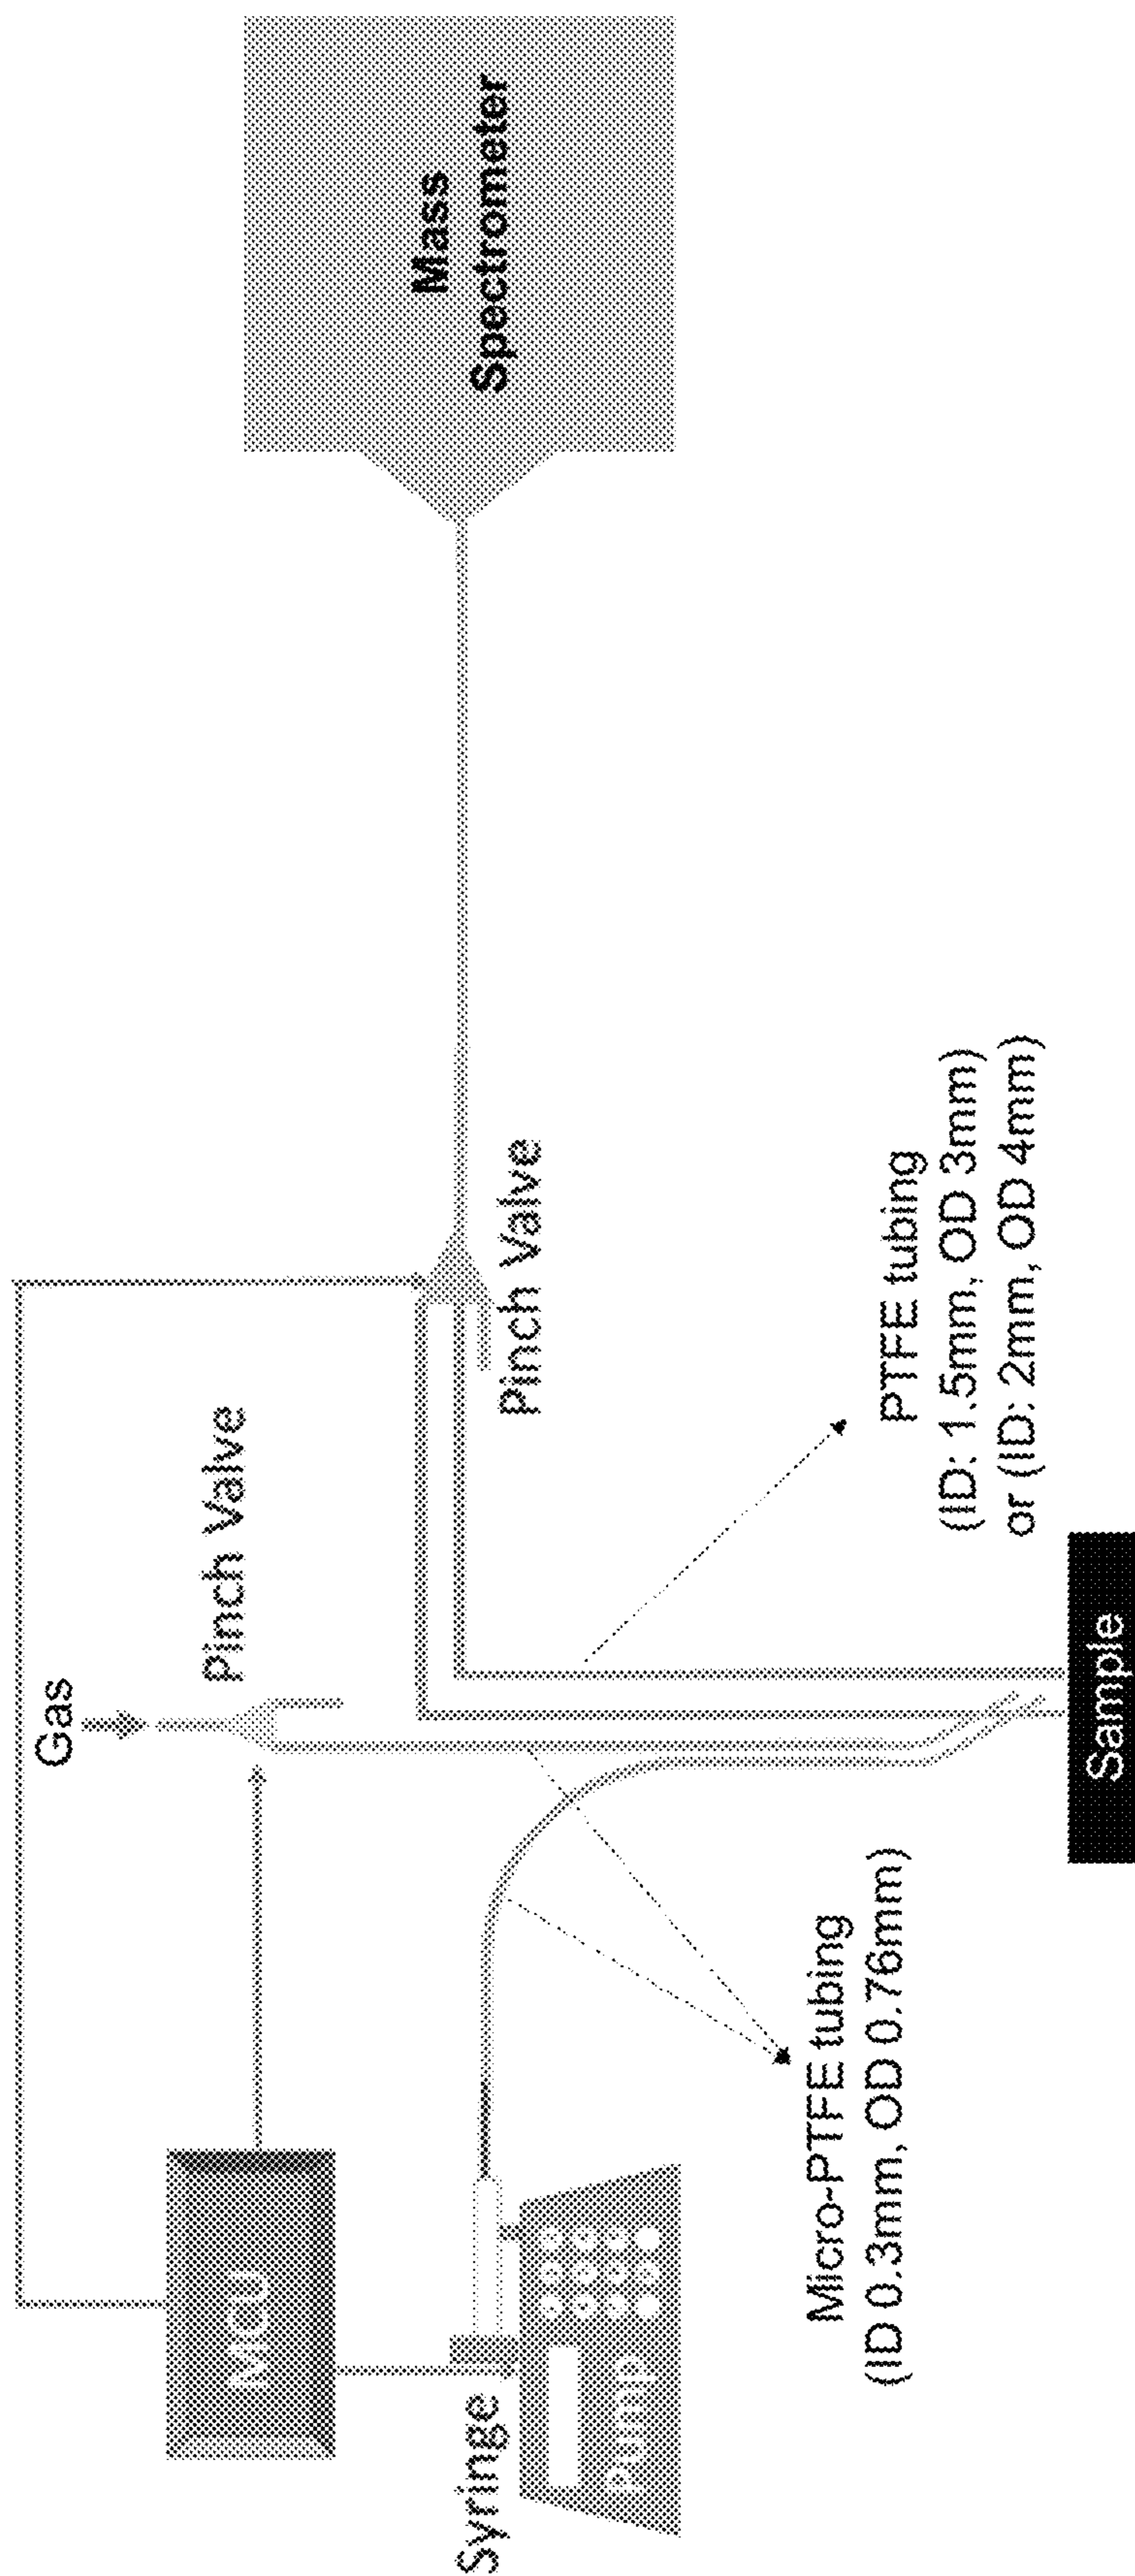 Gas
Pinch Valve
MCU
Mass
Spectrometer
Pinch Valve
Syringe
pump
PTFE tubing
(ID: 1.5mm, OD 3mm)
or (ID: 2mm, OD 4mm)
Micro-PTFE tubing
(ID 0.3mm, OD 0.76mm)
Sample